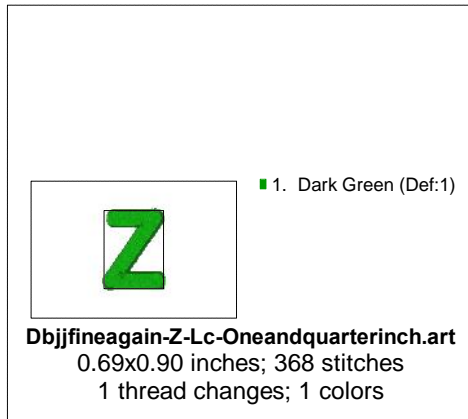 1. Dark Green (Def:1)
Z
Dbjjfineagain-Z-Lc-Oneandquarterinch.art
0.69x0.90 inches; 368 stitches
1 thread changes; 1 colors